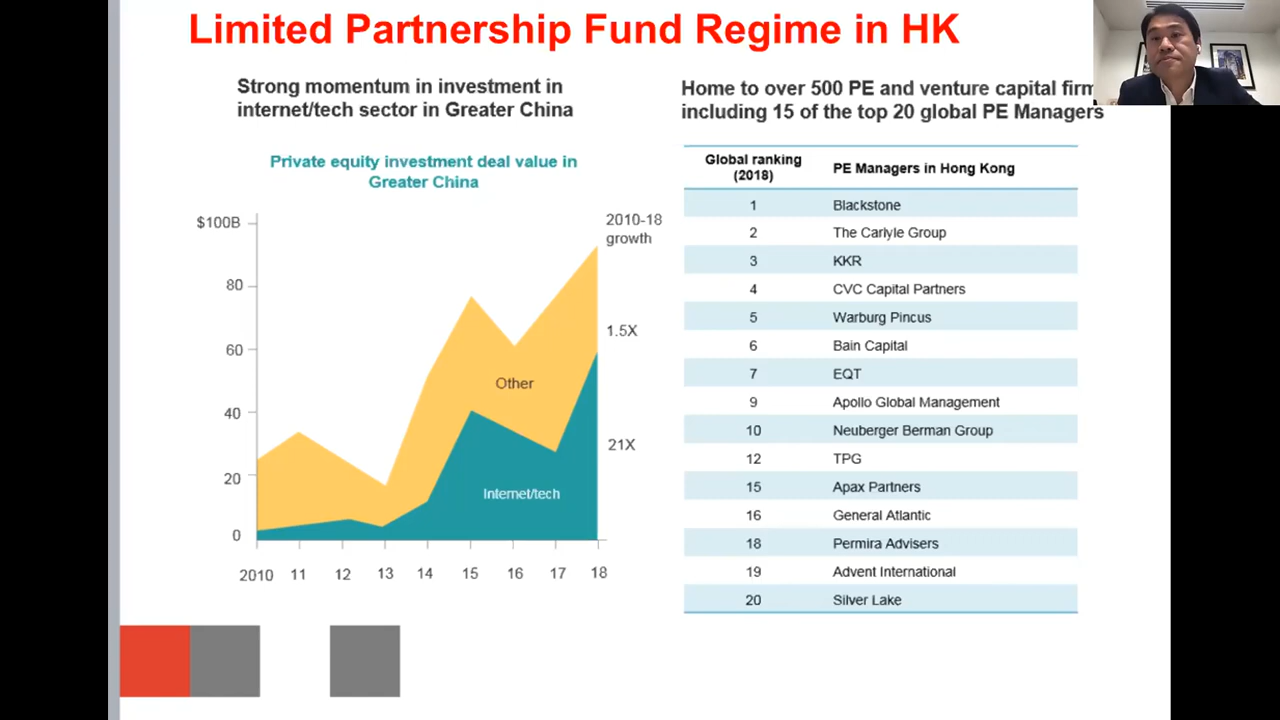 Limited Partnership Fund Regime in HK
Strong momentum in investment in
internet/tech sector in Greater China
Private equity investment deal value in
Greater China
$100B
80
60
40
20
0
2010-18
growth
1.5X
21X
Other
Internet/tech
2010 11 12 13 14 15 16 17 18
Home to over 500 PE and venture capital firm
including 15 of the top 20 global PE Managers
Global ranking
(2018)
PE Managers in Hong Kong
1 Blackstone
2 The Carlyle Group
3 KKR
4 CVC Capital Partners
5 Warburg Pincus
6 Bain Capital
7 EQT
9 Apollo Global Management
10 Neuberger Berman Group
12 TPG
15 Apax Partners
16 General Atlantic
18 Permira Advisers
19 Advent International
20 Silver Lake